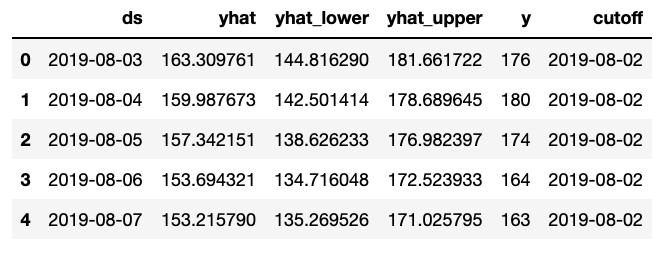 ds yhat yhat_lower yhat_upper y cutoff
0 2019-08-03 163.309761 144.816290 181.661722 176 2019-08-02
1 2019-08-04 159.987673 142.501414 178.689645 180 2019-08-02
2 2019-08-05 157.342151 138.626233 176.982397 174 2019-08-02
3 2019-08-06 153.694321 134.716048 172.523933 164 2019-08-02
4 2019-08-07 153.215790 135.269526 171.025795 163 2019-08-02